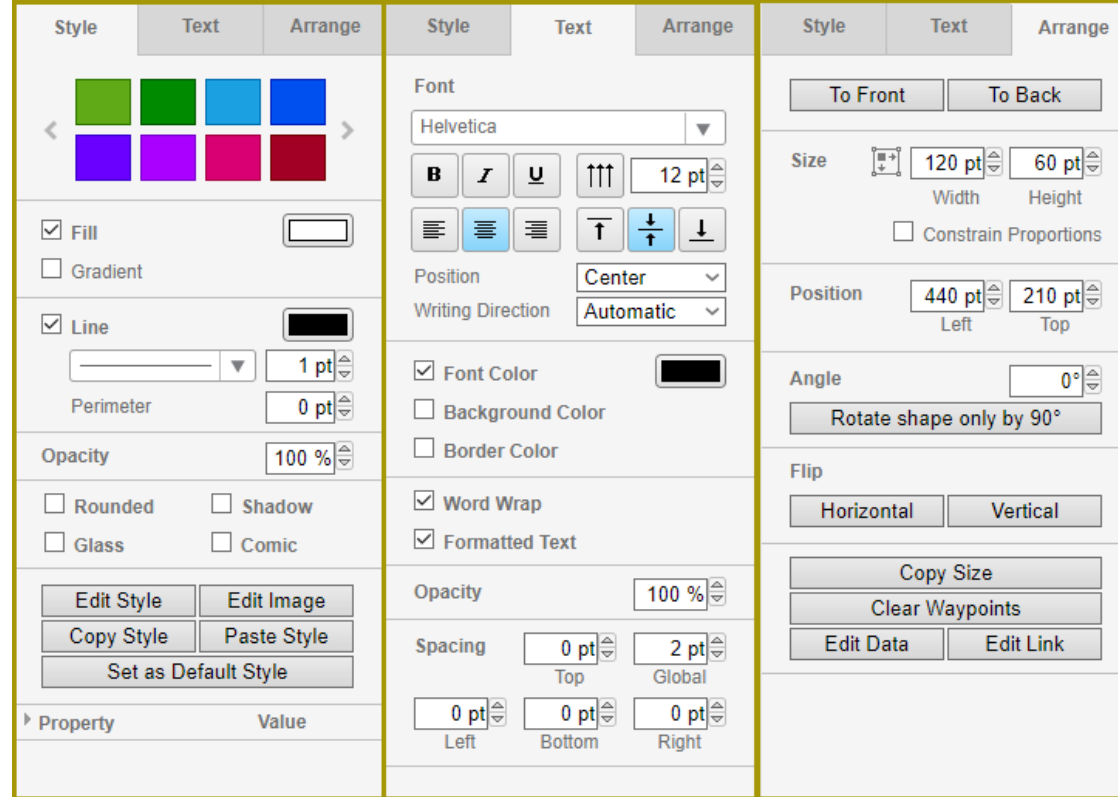 Style Text Arrange
Fill
Gradient
Line
1 pt
Perimeter 0 pt
Opacity 100 %
Rounded Shadow
Glass Comic
Edit Style Edit Image
Copy Style Paste Style
Set as Default Style
Property Value
Style Text Arrange
Font
Helvetica
B I U 12 pt
Position Center
Writing Direction Automatic
Font Color
Background Color
Border Color
Word Wrap
Formatted Text
Opacity 100 %
Spacing 0 pt 2 pt
Top Global
0 pt 0 pt 0 pt
Left Bottom Right
Style Text Arrange
To Front To Back
Size 120 pt 60 pt
Width Height
Constrain Proportions
Position 440 pt 210 pt
Left Top
Angle 0°
Rotate shape only by 90°
Flip
Horizontal Vertical
Copy Size
Clear Waypoints
Edit Data Edit Link